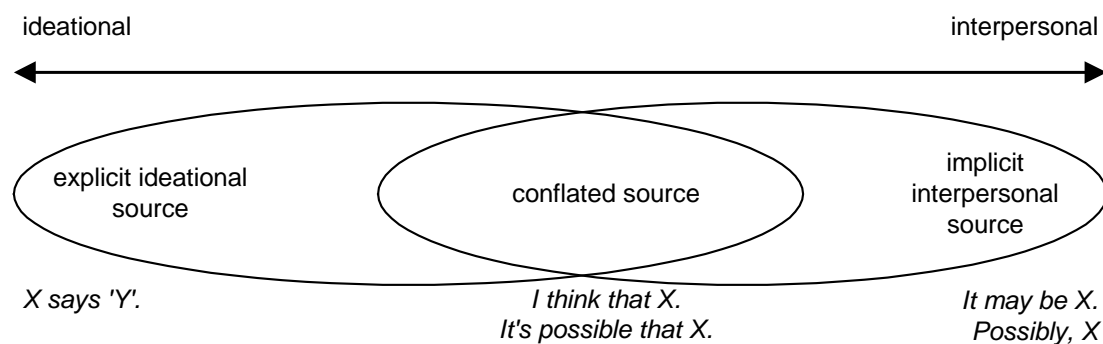 ideational
interpersonal
explicit ideational
source
conflated source
implicit
interpersonal
source
X says 'Y'.
I think that X.
It's possible that X.
It may be X.
Possibly, X